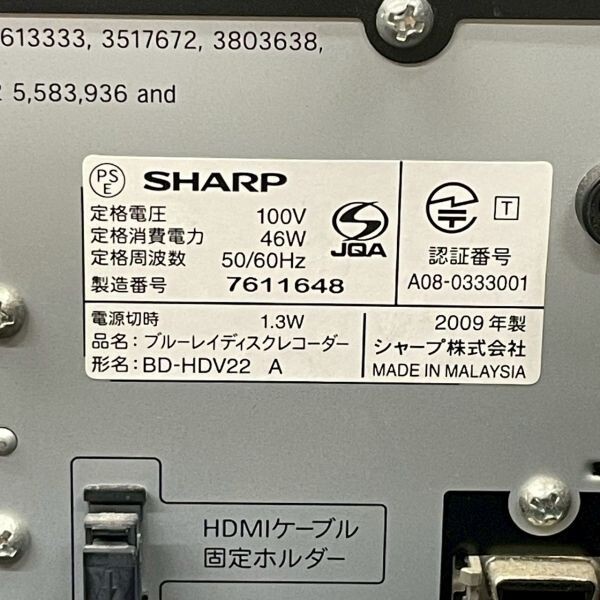 613333, 3517672, 3803638,
5,583,936 and
PS E SHARP
定格電圧 100V
定格消費電力 46W
定格周波数 50/60Hz
製造番号 7611648
JQA
T
認証番号
A08-0333001
電源切時 1.3W
品名：ブルーレイディスクレコーダー
形名：BD-HDV22 A
2009年製
シャープ株式会社
MADE IN MALAYSIA
HDMIケーブル
固定ホルダー